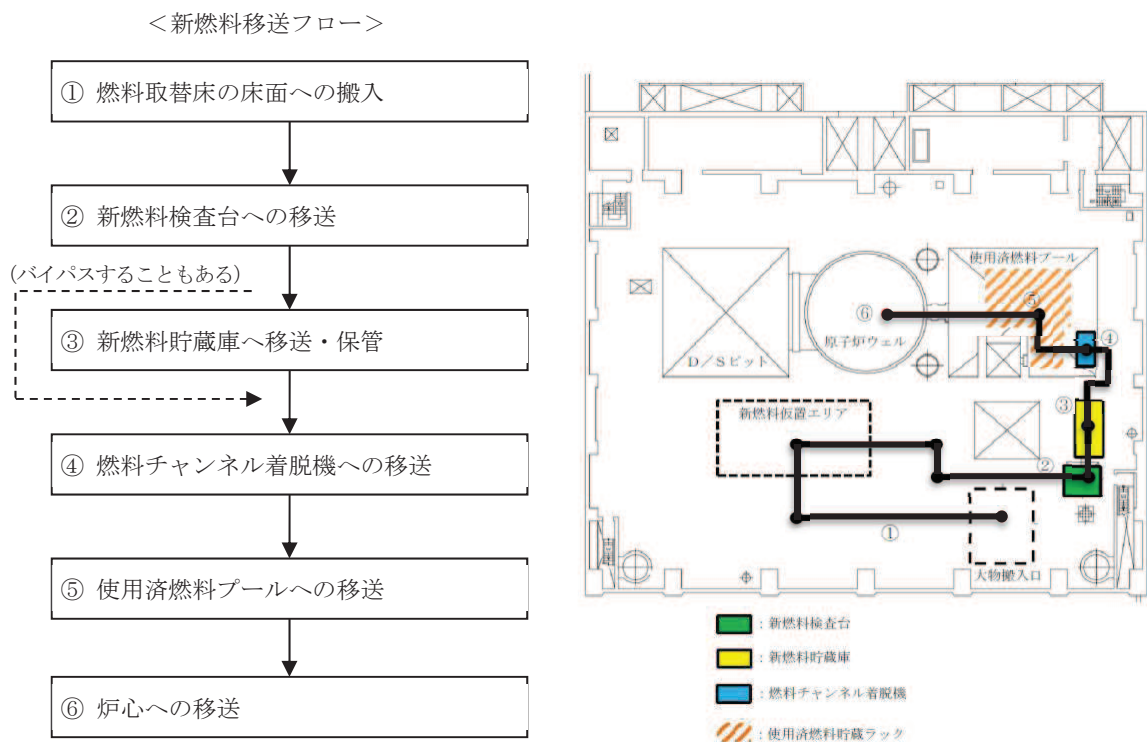 ＜新燃料移送フロー＞
① 燃料取替床の床面への搬入
② 新燃料検査台への移送
(バイパスすることもある)
③ 新燃料貯蔵庫へ移送・保管
④ 燃料チャンネル着脱機への移送
⑤ 使用済燃料プールへの移送
⑥ 炉心への移送
使用済燃料プール
⑤
⑥
④
原子炉ウェル
D／Sピット
③
新燃料仮置エリア
②
①
大物搬入口
：新燃料検査台
：新燃料貯蔵庫
：燃料チャンネル着脱機
：使用済燃料貯蔵ラック